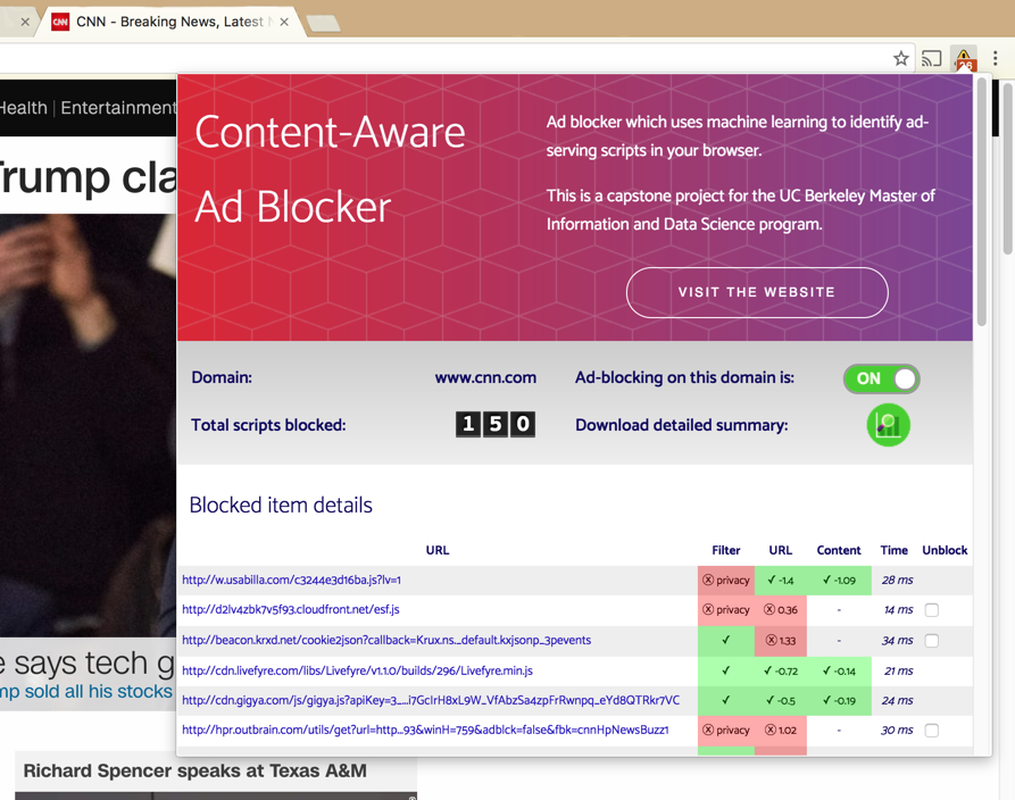 CNN CNN - Breaking News, Latest
26
Health | Entertainment
Trump cla
Content-Aware
Ad Blocker
Ad blocker which uses machine learning to identify ad-
serving scripts in your browser.
This is a capstone project for the UC Berkeley Master of
Information and Data Science program.
VISIT THE WEBSITE
Domain: www.cnn.com Ad-blocking on this domain is: ON
Total scripts blocked: 150 Download detailed summary:
Blocked item details
URL Filter URL Content Time Unblock
http://w.usabilla.com/c3244e3d16ba.js?lv=1 ⓧ privacy ✓ -1.4 ✓ -1.09 28 ms
http://d2lv4zbk7v5f93.cloudfront.net/esf.js ⓧ privacy ⓧ 0.36 - 14 ms
http://beacon.krxd.net/cookie2json?callback=Krux.ns._default.kxjsonp_3pevents ✓ ⓧ 1.33 - 34 ms
http://cdn.livefyre.com/libs/Livefyre/v1.1.0/builds/296/Livefyre.min.js ✓ ✓ -0.72 ✓ -0.14 21 ms
http://cdn.gigya.com/js/gigya.js?apiKey=3_...i7GclrH8xL9W_VfAbzSa4zpFrRwnpq_eYd8QTRkr7VC ✓ ✓ -0.5 ✓ -0.19 24 ms
http://hpr.outbrain.com/utils/get?url=http...93&winH=759&adblck=false&fbk=cnnHpNewsBuzz1 ⓧ privacy ⓧ 1.02 - 30 ms
e says tech g
mp sold all his stocks
Richard Spencer speaks at Texas A&M